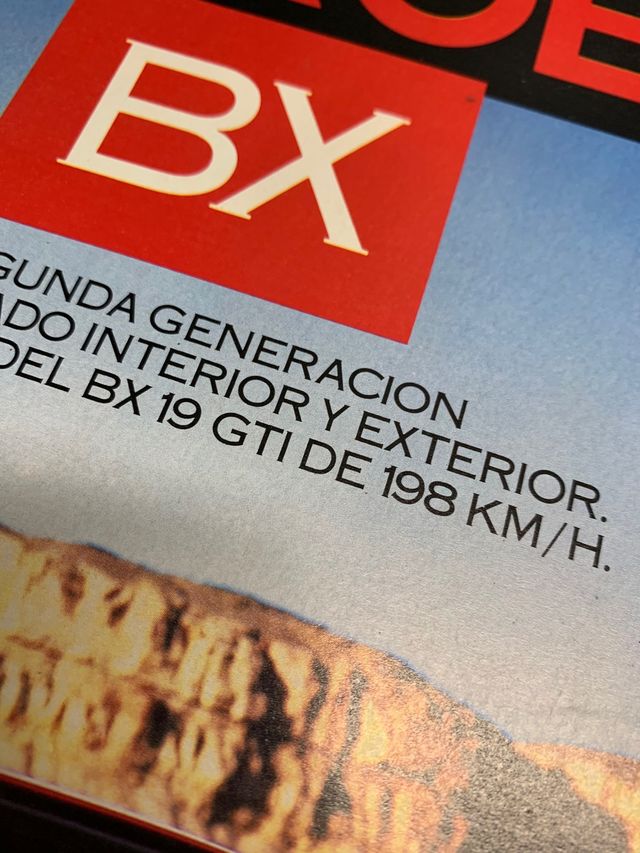 BX
GUNDA GENERACION
ADO INTERIOR Y EXTERIOR.
DEL BX 19 GTI DE 198 KM/H.